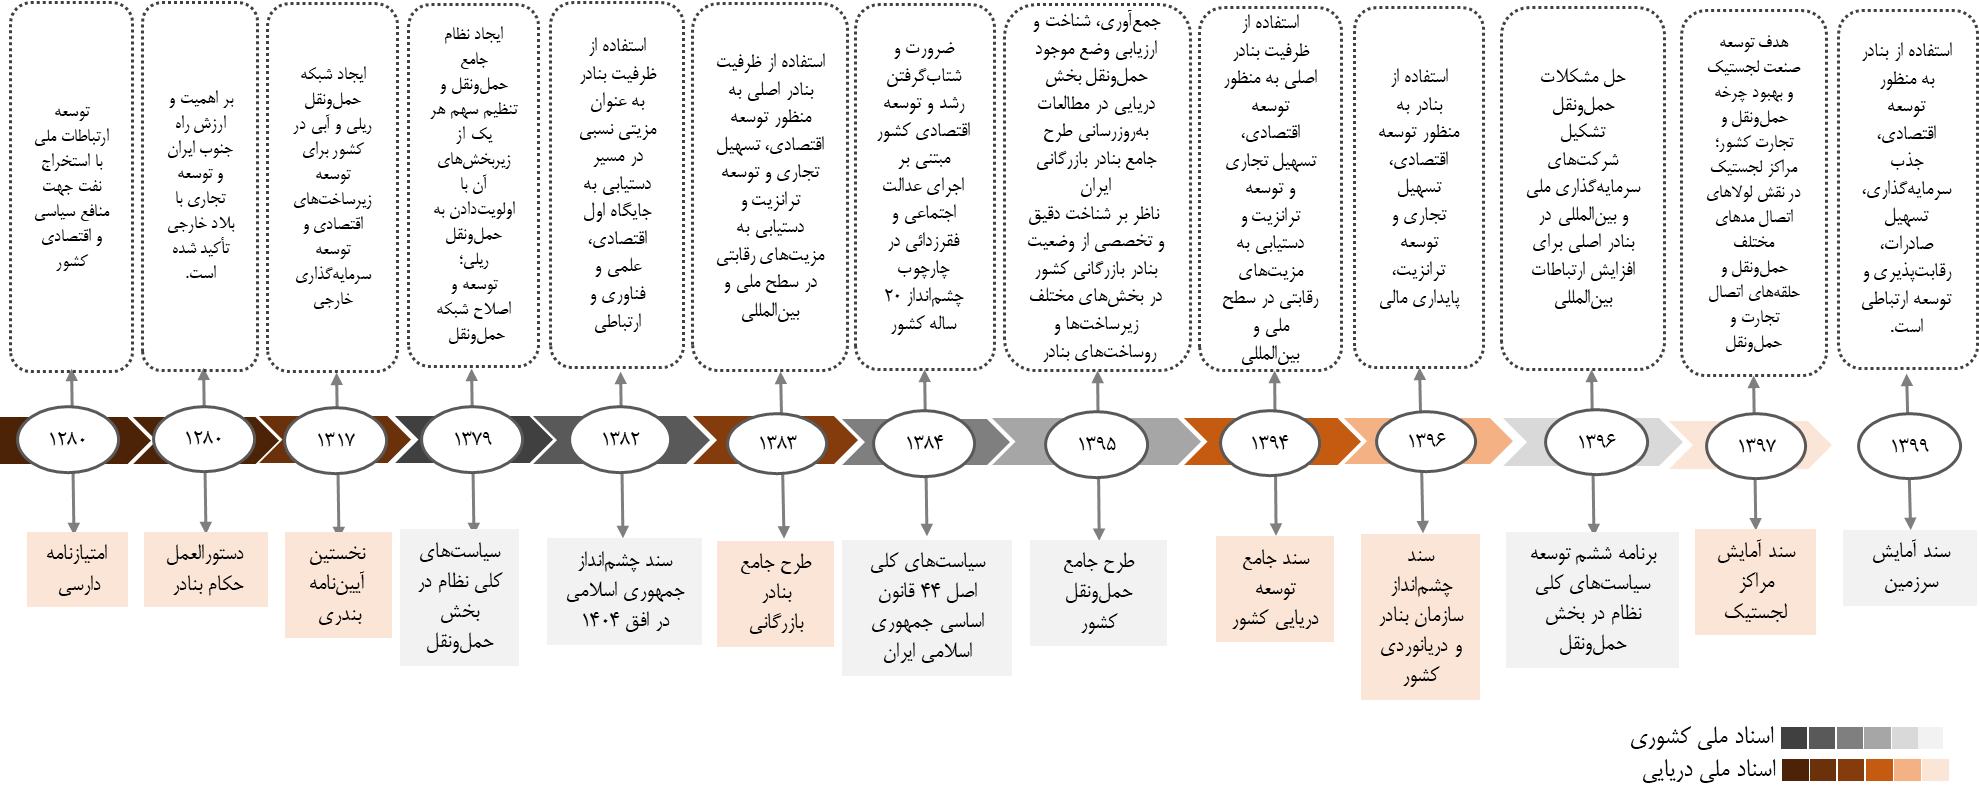 توسعه
ارتباطات ملی
با استخراج
نفت جهت
منافع سیاسی
و اقتصادی
کشور
۱۲۸۰
امتیازنامه
دارسی
بر اهمیت و
ارزش راه
جنوب ایران
و توسعه
تجاری با
بلاد خارجی
تأکید شده
است.
۱۲۸۰
دستورالعمل
حکام بنادر
ایجاد شبکه
حمل‌ونقل
ریلی و آبی در
کشور برای
توسعه
زیرساخت‌های
اقتصادی و
توسعه
سرمایه‌گذاری
خارجی
۱۳۱۷
نخستین
آیین‌نامه
بندری
ایجاد نظام
جامع
حمل‌ونقل و
تنظیم سهم هر
یک از
زیربخش‌های
آن با
اولویت‌دادن به
حمل‌ونقل
ریلی؛
توسعه و
اصلاح شبکه
حمل‌ونقل
۱۳۷۹
سیاست‌های
کلی نظام در
بخش
حمل‌ونقل
استفاده از
ظرفیت بنادر
به عنوان
مزیتی نسبی
در مسیر
دستیابی به
جایگاه اول
اقتصادی،
علمی و
فناوری و
ارتباطی
۱۳۸۲
سند چشم‌انداز
جمهوری اسلامی
در افق ۱۴۰۴
استفاده از ظرفیت
بنادر اصلی به
منظور توسعه
اقتصادی، تسهیل
تجاری و توسعه
ترانزیت و
دستیابی به
مزیت‌های رقابتی
در سطح ملی و
بین‌المللی
۱۳۸۳
طرح جامع
بنادر
بازرگانی
ضرورت و
شتاب‌گرفتن
رشد و توسعه
اقتصادی کشور
مبتنی بر
اجرای عدالت
اجتماعی و
فقرزدائی در
چارچوب
چشم‌انداز ۲۰
ساله کشور
۱۳۸۴
سیاست‌های کلی
اصل ۴۴ قانون
اساسی جمهوری
اسلامی ایران
جمع‌آوری، شناخت و
ارزیابی وضع موجود
حمل‌ونقل بخش
دریایی در مطالعات
به‌روزرسانی طرح
جامع بنادر بازرگانی
ایران
ناظر بر شناخت دقیق
و تخصصی از وضعیت
بنادر بازرگانی کشور
در بخش‌های مختلف
زیرساخت‌ها و
روساخت‌های بنادر
۱۳۹۵
طرح جامع
حمل‌ونقل
کشور
استفاده از
ظرفیت بنادر
اصلی به منظور
توسعه
اقتصادی،
تسهیل تجاری
و توسعه
ترانزیت و
دستیابی به
مزیت‌های
رقابتی در سطح
ملی و
بین‌المللی
۱۳۹۴
سند جامع
توسعه
دریایی کشور
استفاده از
بنادر به
منظور توسعه
اقتصادی،
تسهیل
تجاری و
توسعه
ترانزیت،
پایداری مالی
۱۳۹۶
سند
چشم‌انداز
سازمان بنادر
و دریانوردی
کشور
حل مشکلات
حمل‌ونقل
تشکیل
شرکت‌های
سرمایه‌گذاری ملی
و بین‌المللی در
بنادر اصلی برای
افزایش ارتباطات
بین‌المللی
۱۳۹۶
برنامه ششم توسعه
سیاست‌های کلی
نظام در بخش
حمل‌ونقل
هدف توسعه
صنعت لجستیک
و بهبود چرخه
حمل‌ونقل و
تجارت کشور؛
مراکز لجستیک
در نقش لولاهای
اتصال مدهای
مختلف
حمل‌ونقل و
حلقه‌های اتصال
تجارت و
حمل‌ونقل
۱۳۹۷
سند آمایش
مراکز
لجستیک
استفاده از بنادر
به منظور
توسعه
اقتصادی،
جذب
سرمایه‌گذاری،
تسهیل
صادرات،
رقابت‌پذیری و
توسعه ارتباطی
است.
۱۳۹۹
سند آمایش
سرزمین
اسناد ملی کشوری
اسناد ملی دریایی